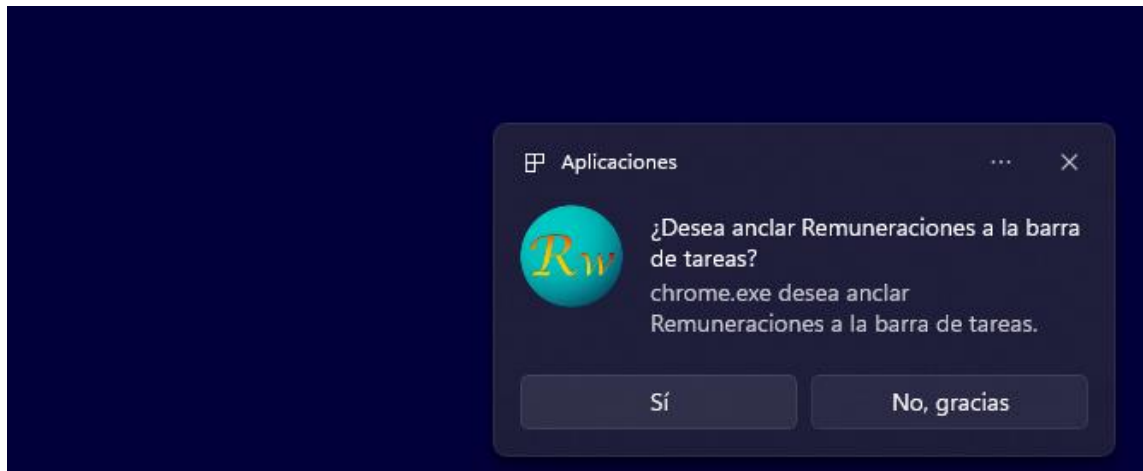 Aplicaciones
Rw
¿Desea anclar Remuneraciones a la barra
de tareas?
chrome.exe desea anclar
Remuneraciones a la barra de tareas.
Sí
No, gracias